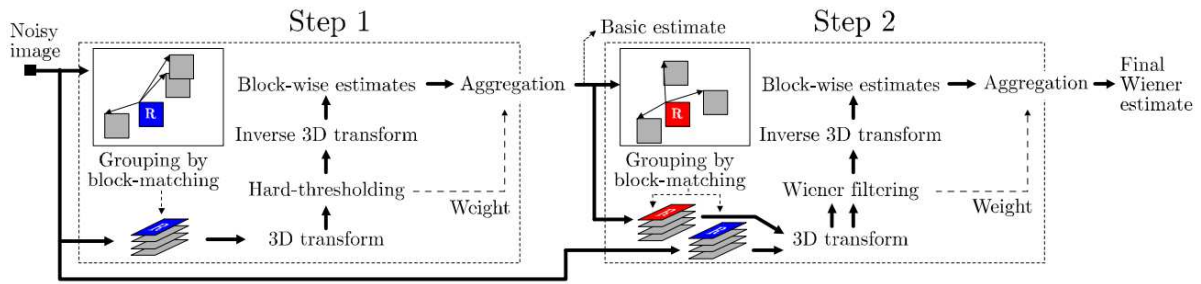 Step 1
Noisy
image
R
Grouping by
block-matching
Block-wise estimates
Aggregation
Inverse 3D transform
Hard-thresholding
Weight
3D transform
Basic estimate
Step 2
R
Grouping by
block-matching
Block-wise estimates
Aggregation
Inverse 3D transform
Wiener filtering
Weight
3D transform
Final
Wiener
estimate